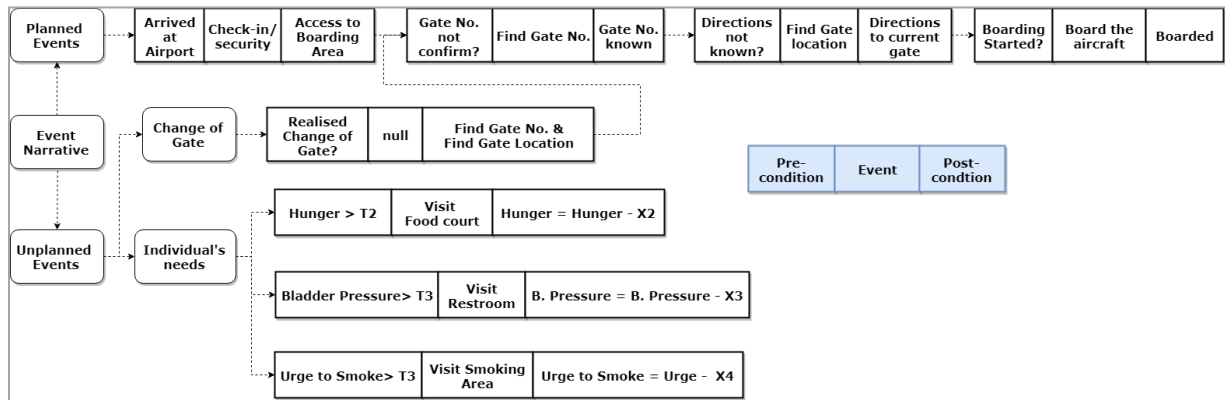 Planned
Events
Arrived
at
Airport
Check-in/
security
Access to
Boarding
Area
Gate No.
not
confirm?
Find Gate No.
Gate No.
known
Directions
not
known?
Find Gate
location
Directions
to current
gate
Boarding
Started?
Board the
aircraft
Boarded
Event
Narrative
Change of
Gate
Realised
Change of
Gate?
null
Find Gate No. &
Find Gate Location
Pre-
condition
Event
Post-
condtion
Unplanned
Events
Individual's
needs
Hunger > T2
Visit
Food court
Hunger = Hunger - X2
Bladder Pressure> T3
Visit
Restroom
B. Pressure = B. Pressure - X3
Urge to Smoke> T3
Visit Smoking
Area
Urge to Smoke = Urge - X4